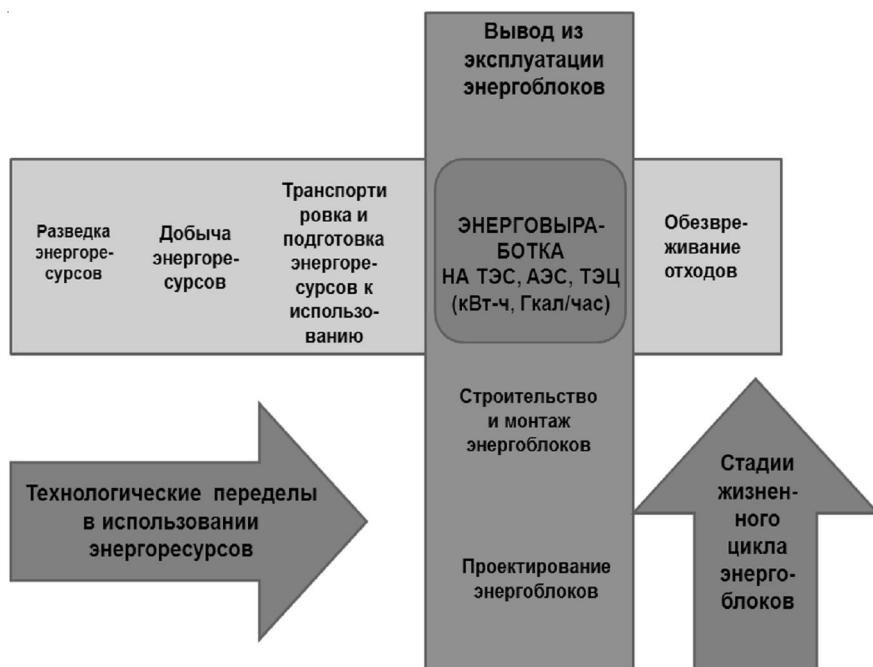 Вывод из
эксплуатации
энергоблоков
Разведка
энергоре-
сурсов
Добыча
энергоре-
сурсов
Транспорти
ровка и
подготовка
энергоре-
сурсов к
использо-
ванию
ЭНЕРГОВЫРА-
БОТКА
НА ТЭС, АЭС, ТЭЦ
(кВт-ч, Гкал/час)
Обезвре-
живание
отходов
Строительство
и монтаж
энергоблоков
Проектирование
энергоблоков
Технологические переделы
в использовании
энергоресурсов
Стадии
жизнен-
ного
цикла
энерго-
блоков